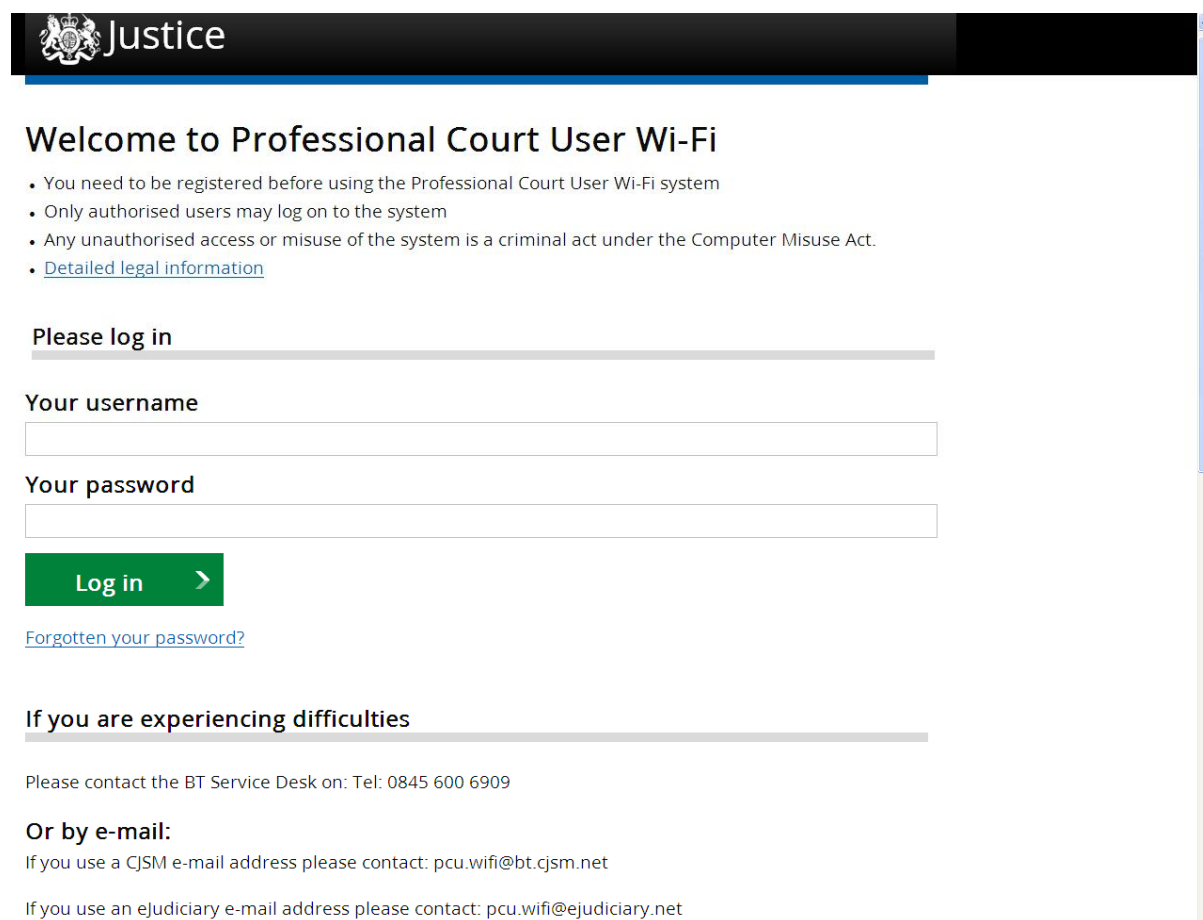 Justice
Welcome to Professional Court User Wi-Fi
• You need to be registered before using the Professional Court User Wi-Fi system
• Only authorised users may log on to the system
• Any unauthorised access or misuse of the system is a criminal act under the Computer Misuse Act.
• Detailed legal information
Please log in
Your username
Your password
Log in
Forgotten your password?
If you are experiencing difficulties
Please contact the BT Service Desk on: Tel: 0845 600 6909
Or by e-mail:
If you use a CJSM e-mail address please contact: pcu.wifi@bt.cjsm.net
If you use an eJudiciary e-mail address please contact: pcu.wifi@ejudiciary.net